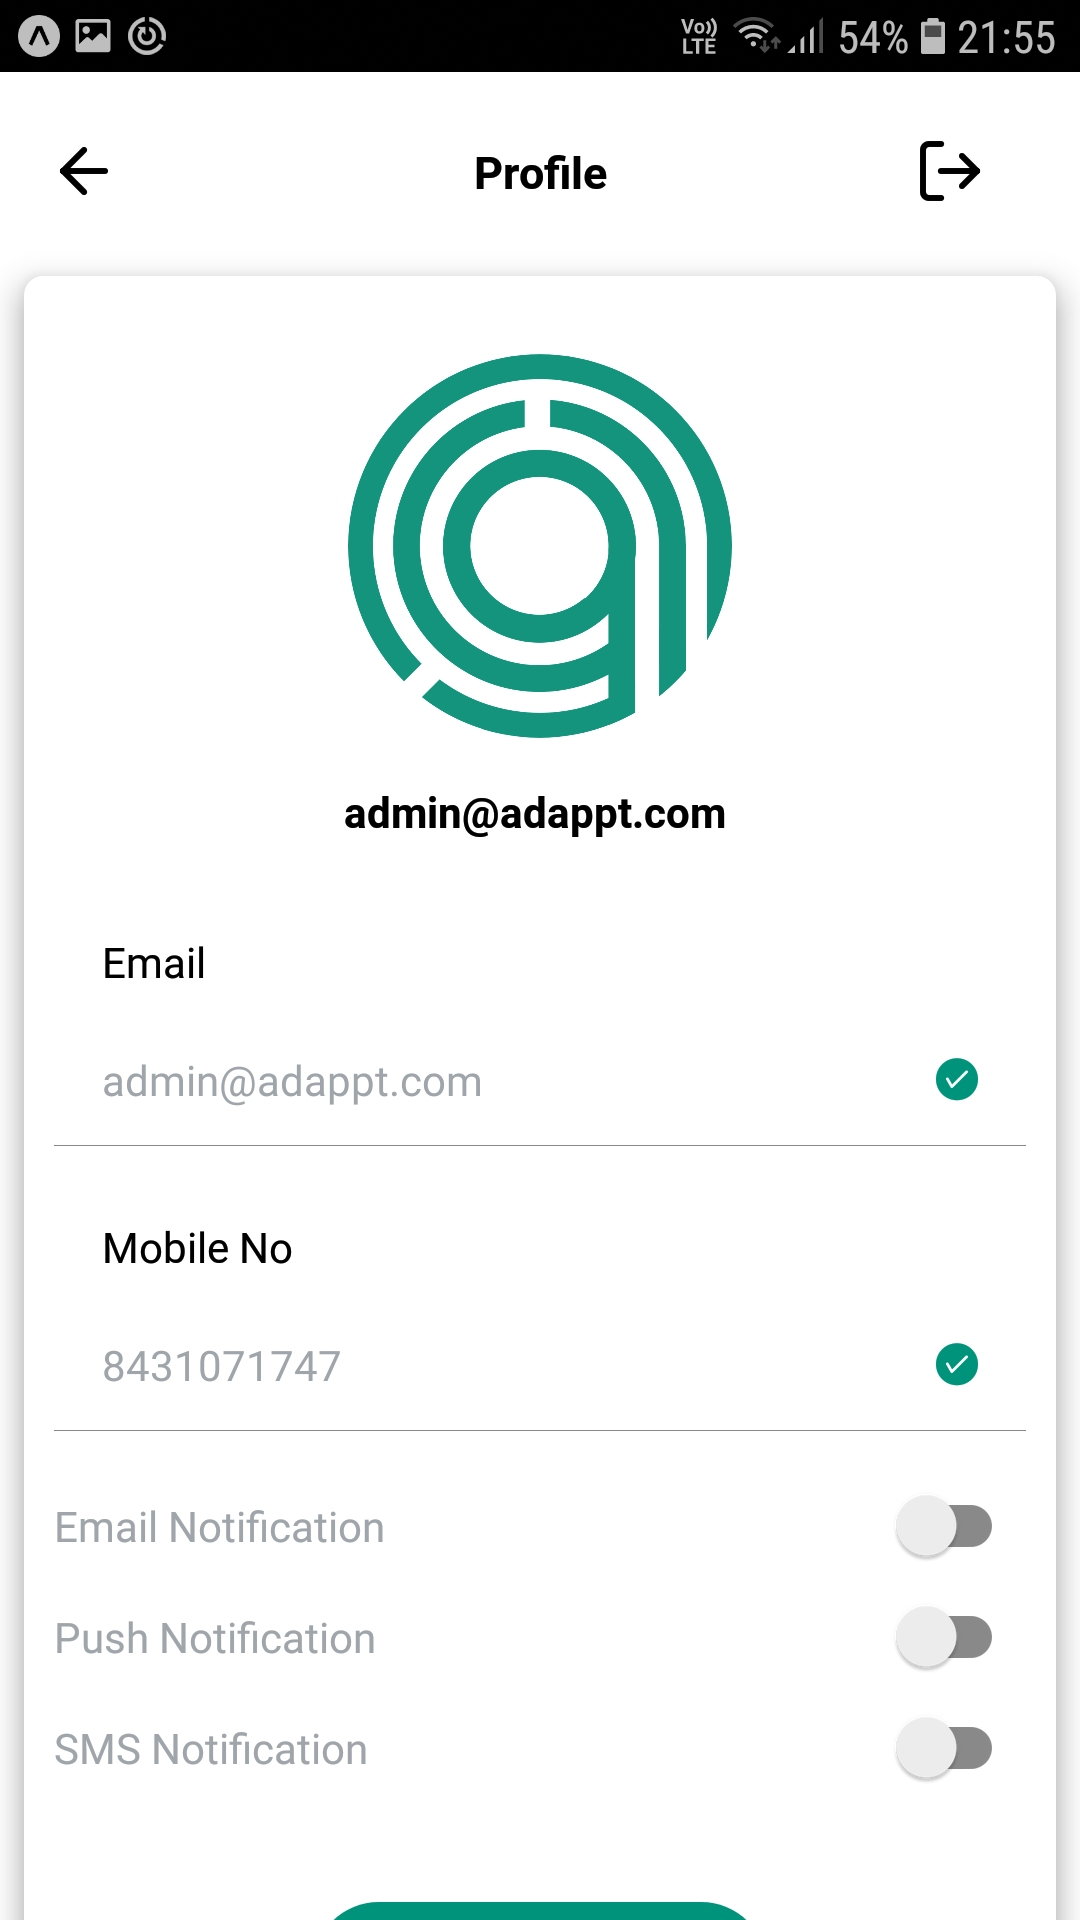 Vo)) LTE 54% 21:55
Profile
admin@adappt.com
Email
admin@adappt.com
Mobile No
8431071747
Email Notification
Push Notification
SMS Notification